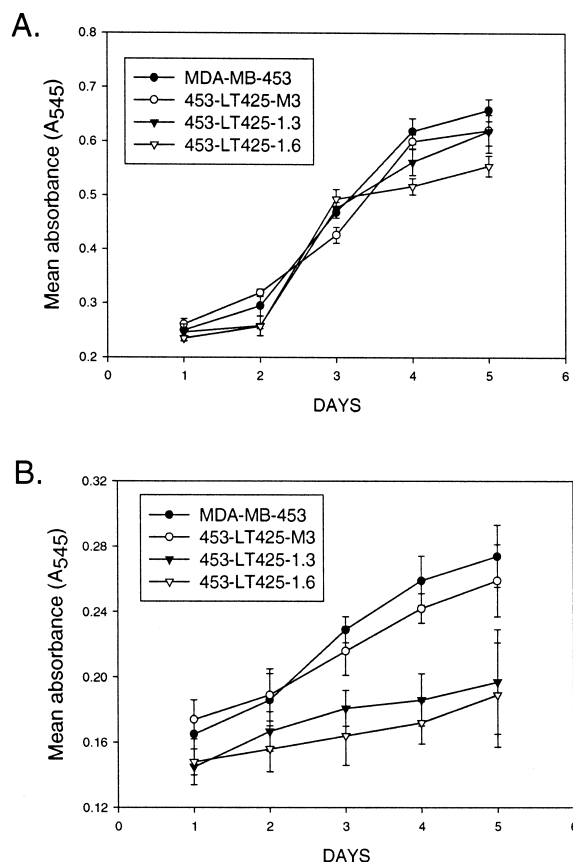 A.
0.8
0.7
0.6
0.5
0.4
0.3
0.2
Mean absorbance (A545)
MDA-MB-453
453-LT425-M3
453-LT425-1.3
453-LT425-1.6
0 1 2 3 4 5 6
DAYS
B.
0.32
0.28
0.24
0.20
0.16
0.12
Mean absorbance (A545)
MDA-MB-453
453-LT425-M3
453-LT425-1.3
453-LT425-1.6
0 1 2 3 4 5 6
DAYS